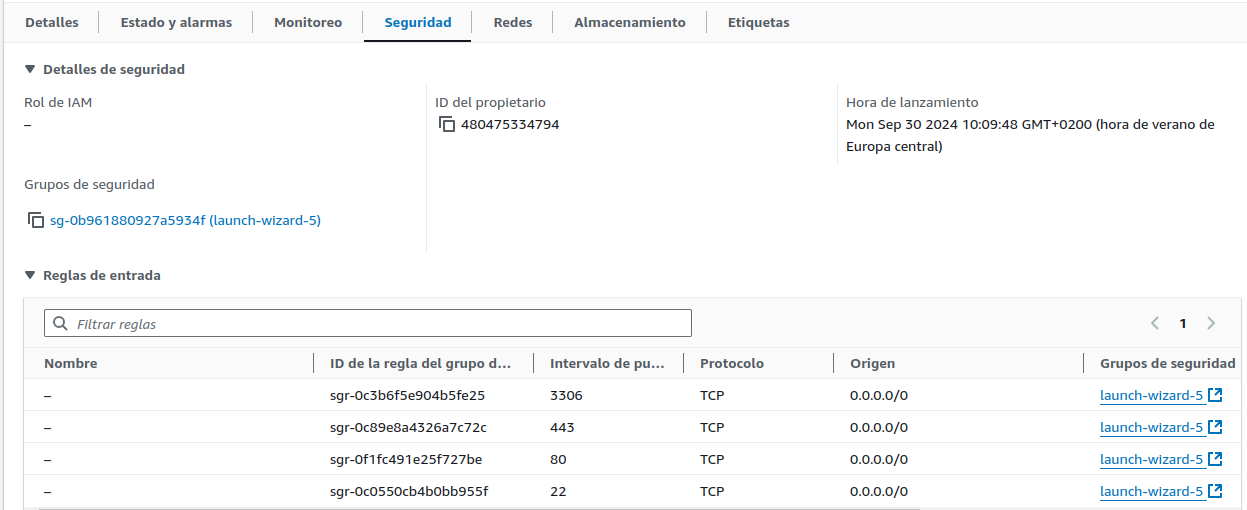 Detalles Estado y alarmas Monitoreo Seguridad Redes Almacenamiento Etiquetas
Detalles de seguridad
Rol de IAM
–
ID del propietario
480475334794
Hora de lanzamiento
Mon Sep 30 2024 10:09:48 GMT+0200 (hora de verano de
Europa central)
Grupos de seguridad
sg-0b961880927a5934f (launch-wizard-5)
Reglas de entrada
Filtrar reglas
1
Nombre ID de la regla del grupo d... Intervalo de pu... Protocolo Origen Grupos de seguridad
– sgr-0c3b6f5e904b5fe25 3306 TCP 0.0.0.0/0 launch-wizard-5
– sgr-0c89e8a4326a7c72c 443 TCP 0.0.0.0/0 launch-wizard-5
– sgr-0f1fc491e25f727be 80 TCP 0.0.0.0/0 launch-wizard-5
– sgr-0c0550cb4b0bb955f 22 TCP 0.0.0.0/0 launch-wizard-5